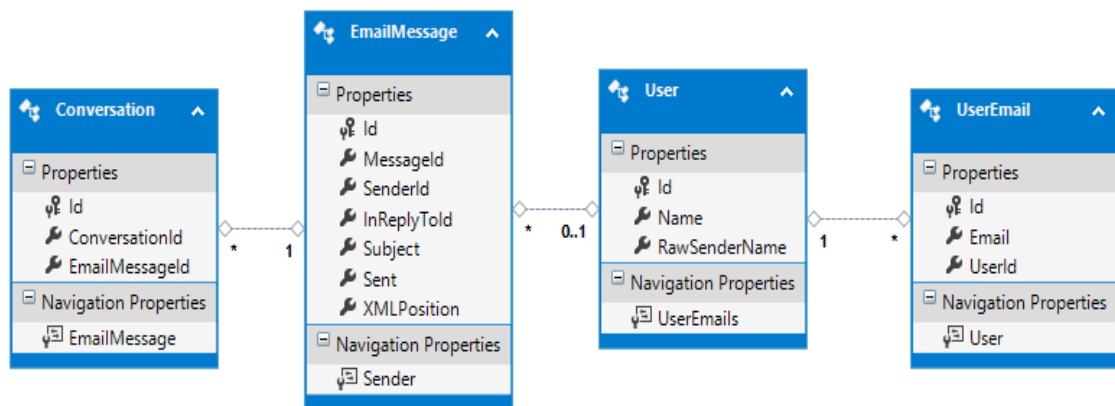 Conversation
Properties
Id
ConversationId
EmailMessageId
Navigation Properties
EmailMessage
*
1
EmailMessage
Properties
Id
MessageId
SenderId
InReplyToId
Subject
Sent
XMLPosition
Navigation Properties
Sender
*
0..1
User
Properties
Id
Name
RawSenderName
Navigation Properties
UserEmails
1
*
UserEmail
Properties
Id
Email
UserId
Navigation Properties
User